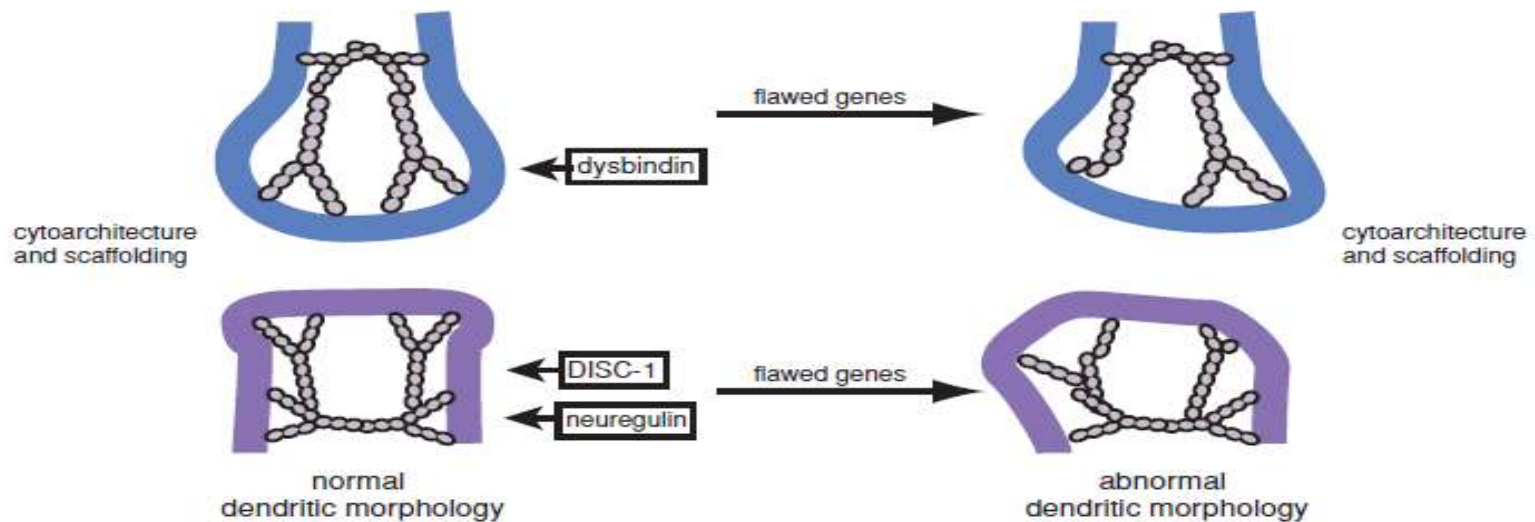 flawed genes
dysbindin
cytoarchitecture
and scaffolding
cytoarchitecture
and scaffolding
DISC-1
flawed genes
neuregulin
normal
dendritic morphology
abnormal
dendritic morphology